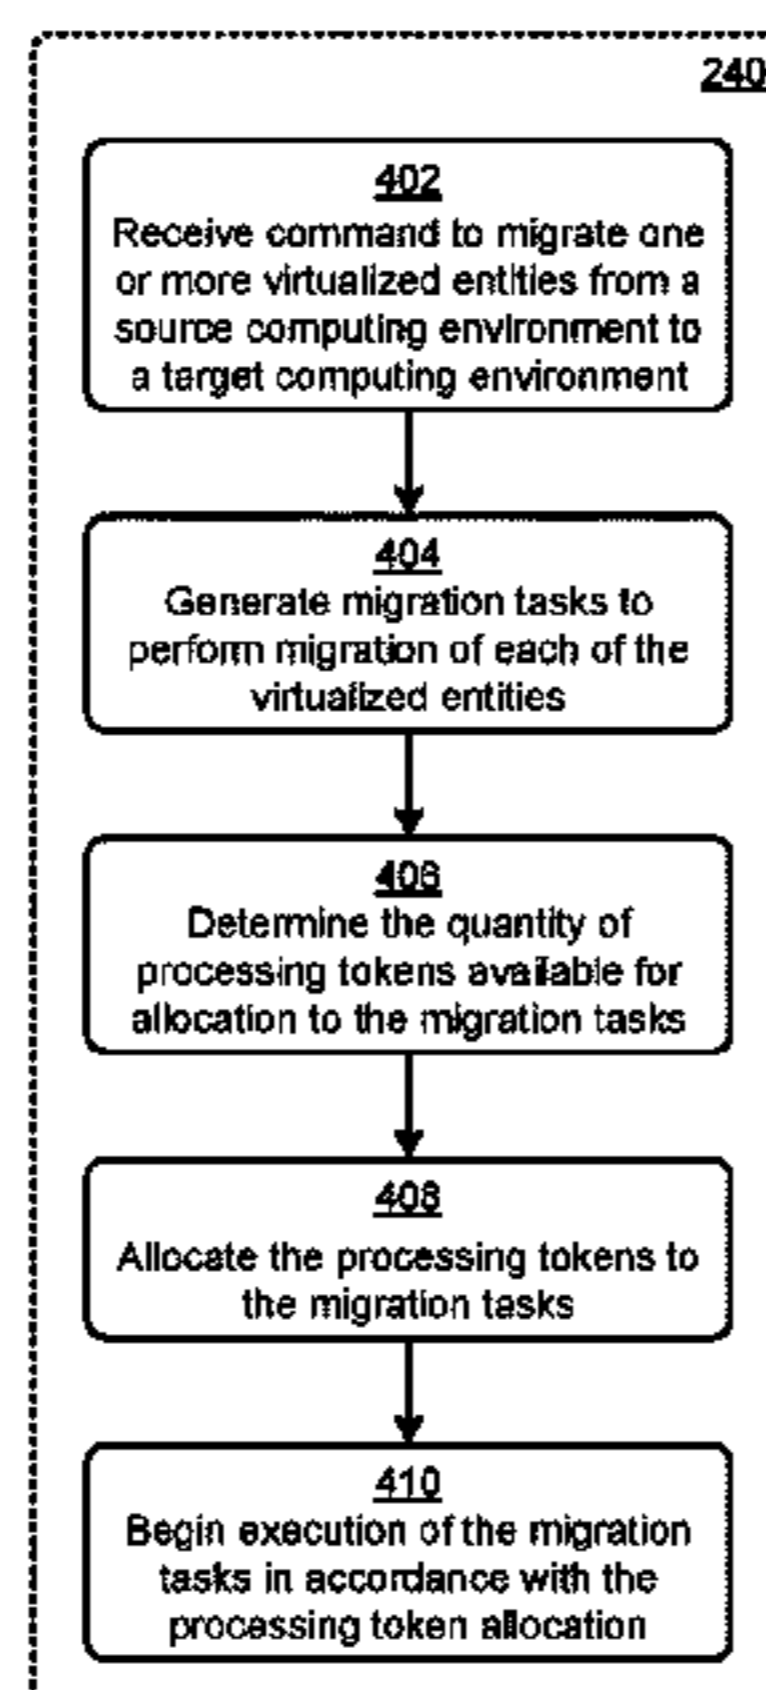 240
402
Receive command to migrate one
or more virtualized entities from a
source computing environment to
a target computing environment
404
Generate migration tasks to
perform migration of each of the
virtualized entities
406
Determine the quantity of
processing tokens available for
allocation to the migration tasks
408
Allocate the processing tokens to
the migration tasks
410
Begin execution of the migration
tasks in accordance with the
processing token allocation